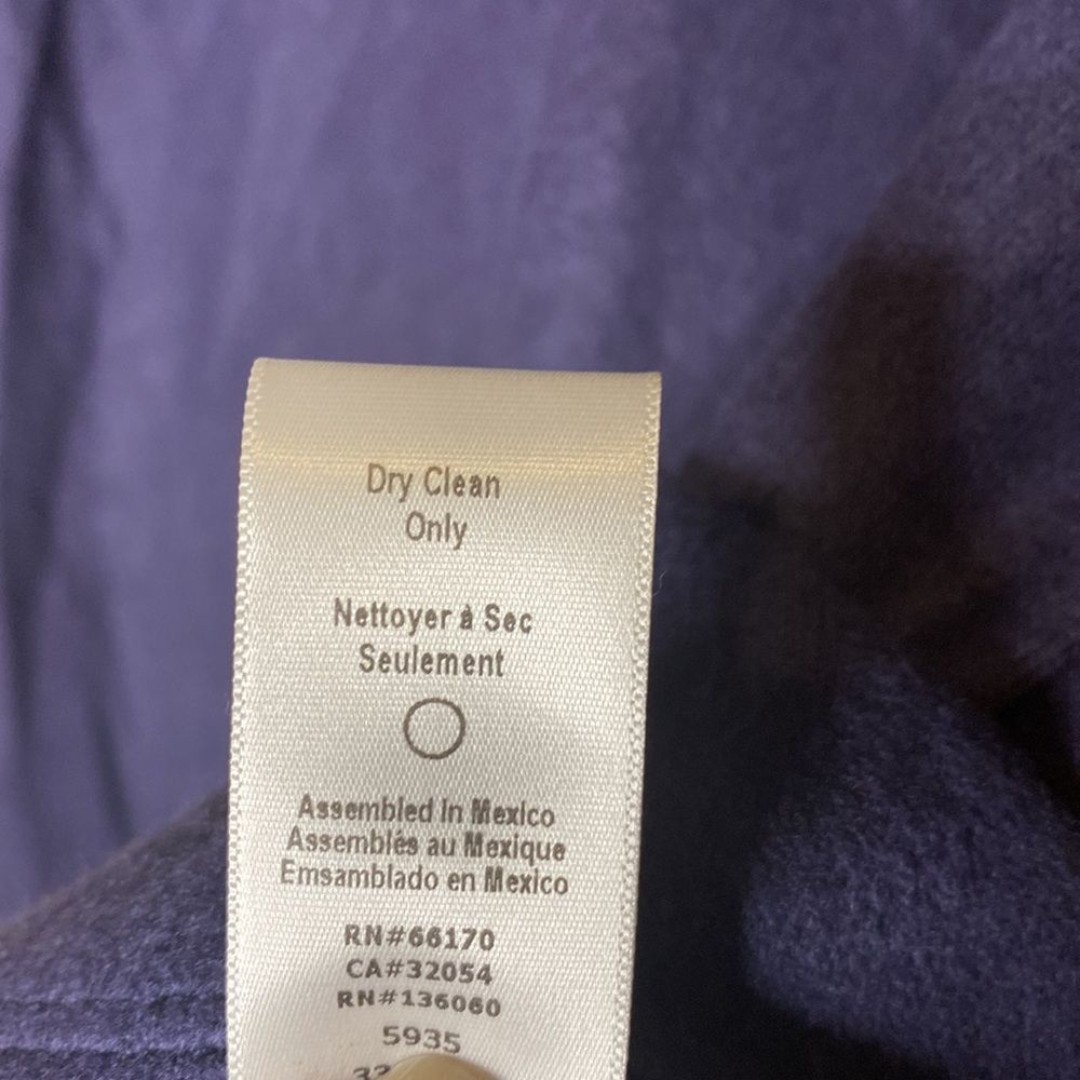 Dry Clean
Only
Nettoyer à Sec
Seulement
Assembled in Mexico
Assemblés au Mexique
Emsamblado en Mexico
RN#66170
CA#32054
RN#136060
5935